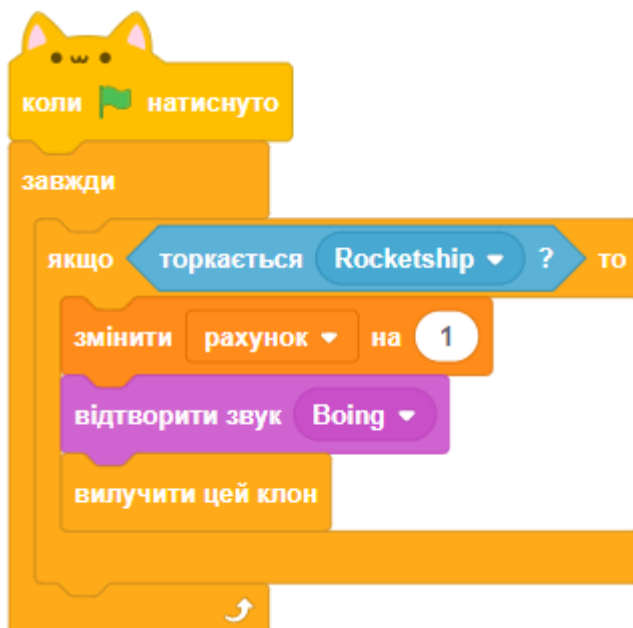 коли натиснуто
завжди
якщо торкається Rocketship ? то
змінити рахунок на 1
відтворити звук Boing
вилучити цей клон